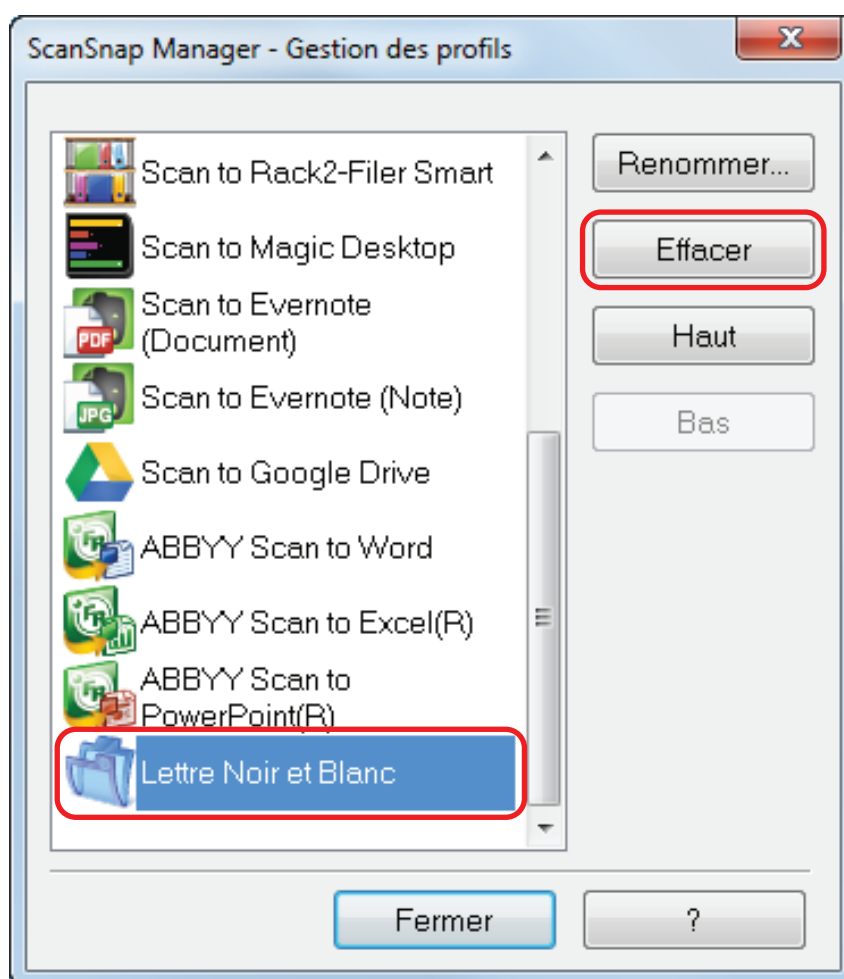 ScanSnap Manager - Gestion des profils
Scan to Rack2-Filer Smart
Scan to Magic Desktop
Scan to Evernote
(Document)
PDF
Scan to Evernote (Note)
JPG
Scan to Google Drive
ABBYY Scan to Word
ABBYY Scan to Excel(R)
ABBYY Scan to
PowerPoint(R)
Lettre Noir et Blanc
Renommer...
Effacer
Haut
Bas
Fermer
?